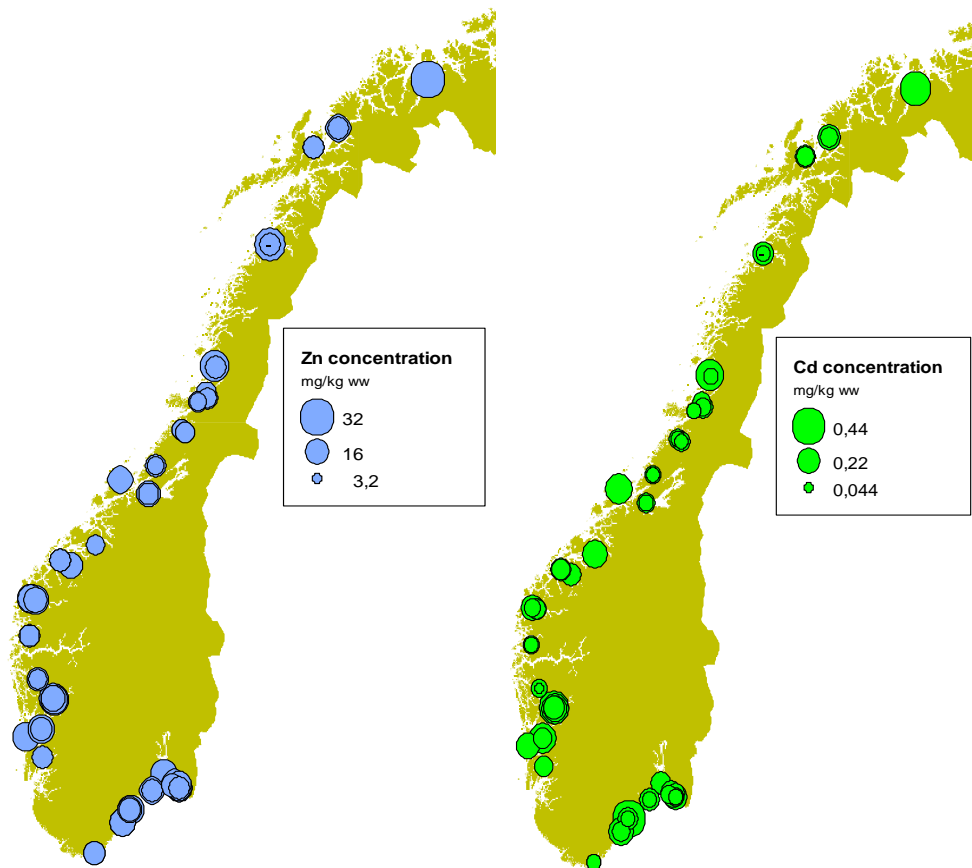 Zn concentration
mg/kg ww
32
16
3,2
Cd concentration
mg/kg ww
0,44
0,22
0,044